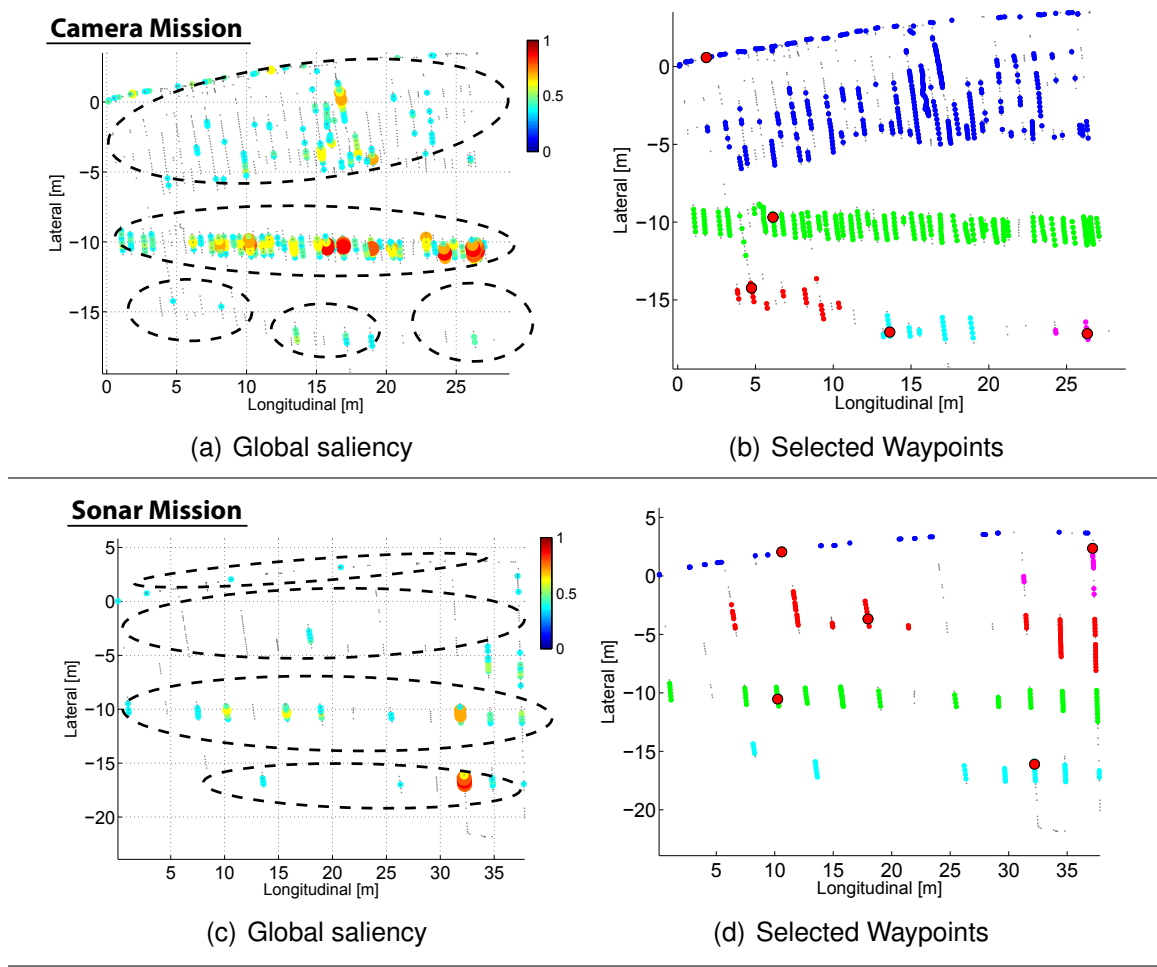 Camera Mission
1
0.5
0
0
−5
−10
−15
Lateral [m]
0 5 10 15 20 25
Longitudinal [m]
(a) Global saliency
0
−5
−10
−15
Lateral [m]
0 5 10 15 20 25
Longitudinal [m]
(b) Selected Waypoints
Sonar Mission
1
0.5
0
5
0
−5
−10
−15
−20
Lateral [m]
5 10 15 20 25 30 35
Longitudinal [m]
(c) Global saliency
5
0
−5
−10
−15
−20
Lateral [m]
5 10 15 20 25 30 35
Longitudinal [m]
(d) Selected Waypoints